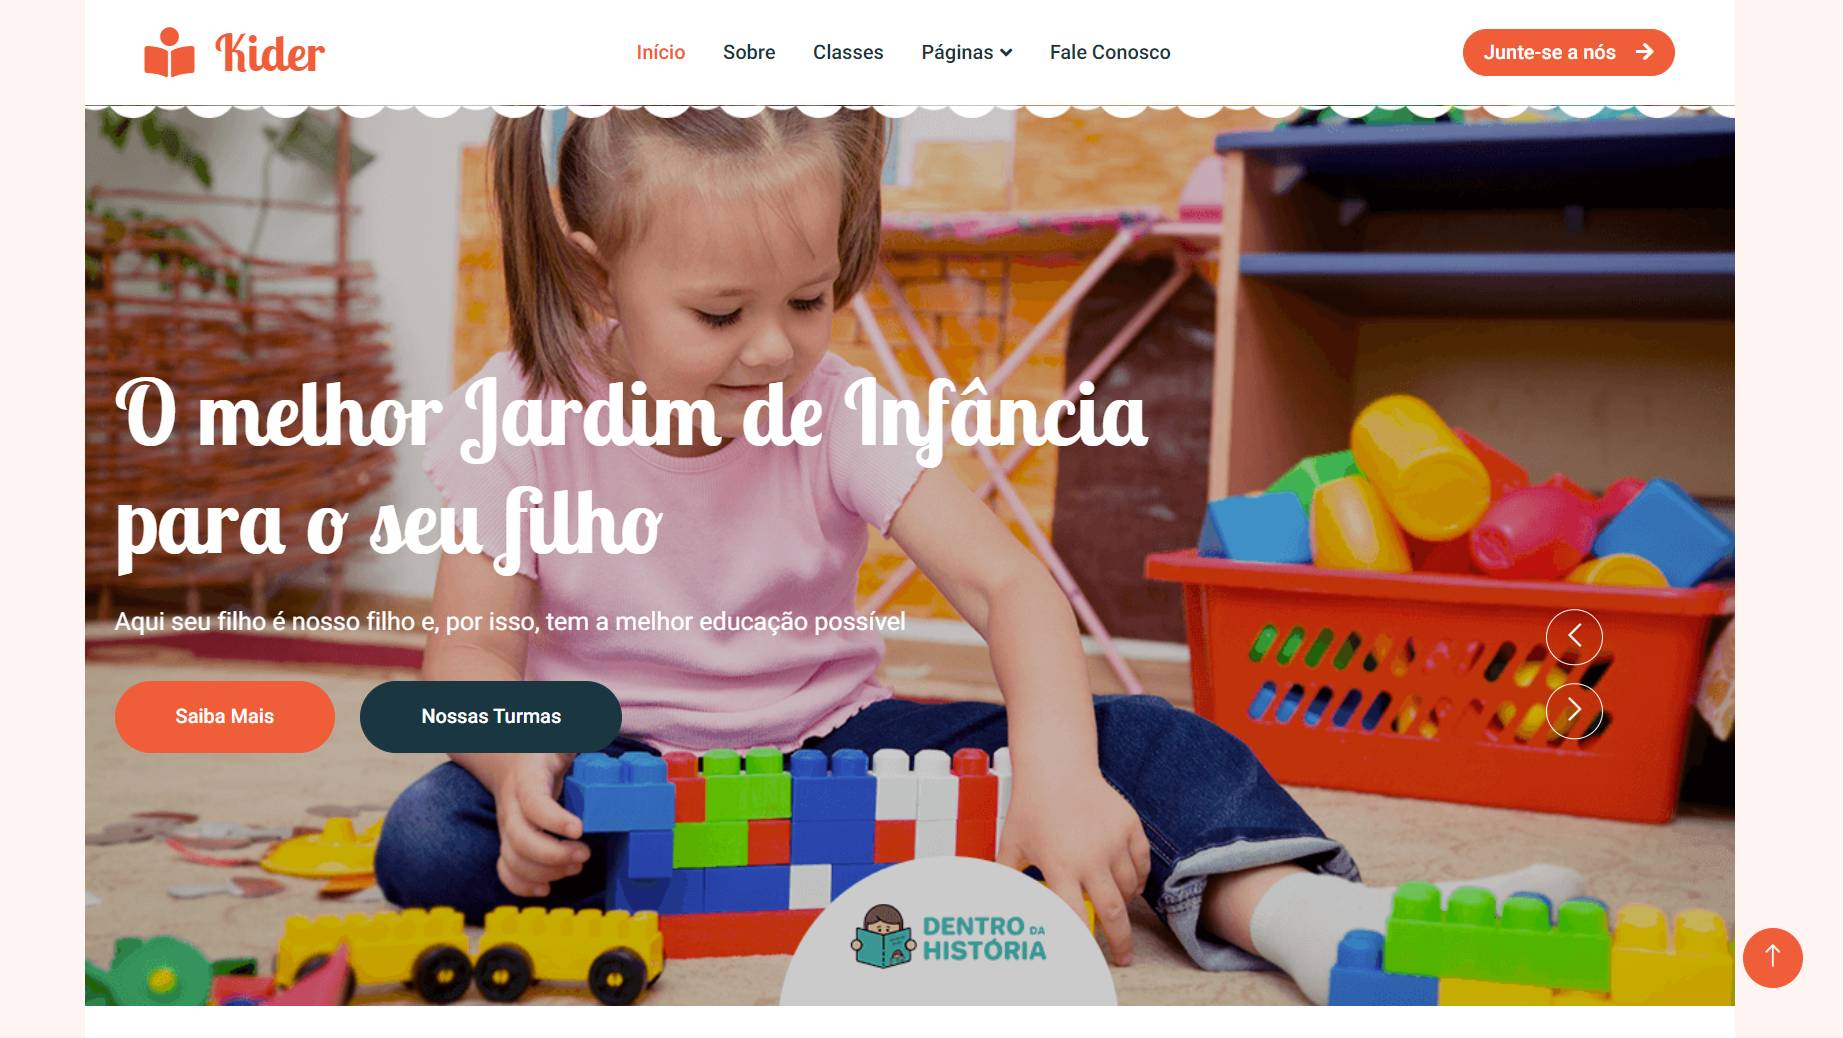 Kider
Início
Sobre
Classes
Páginas
Fale Conosco
Junte-se a nós
O melhor Jardim de Infância
para o seu filho
Aqui seu filho é nosso filho e, por isso, tem a melhor educação possível
Saiba Mais
Nossas Turmas
DENTRO DA
HISTÓRIA